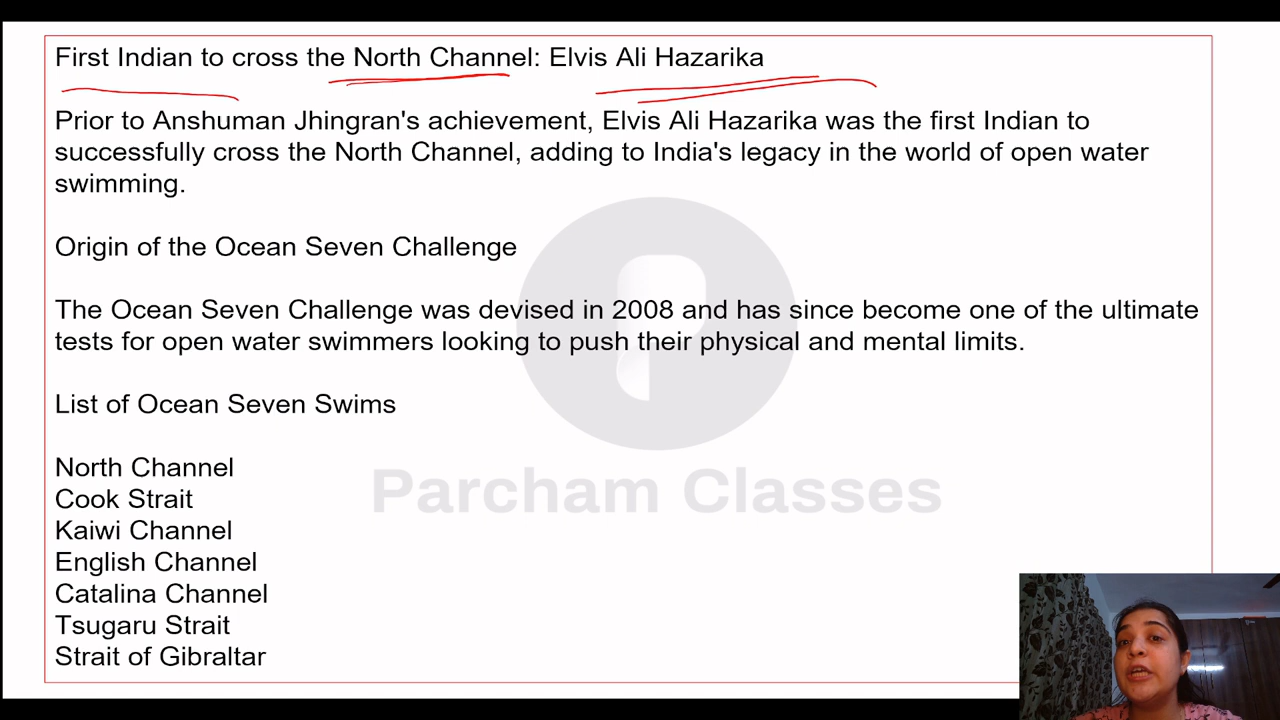 First Indian to cross the North Channel: Elvis Ali Hazarika
Prior to Anshuman Jhingran's achievement, Elvis Ali Hazarika was the first Indian to
successfully cross the North Channel, adding to India's legacy in the world of open water
swimming.
Origin of the Ocean Seven Challenge
The Ocean Seven Challenge was devised in 2008 and has since become one of the ultimate
tests for open water swimmers looking to push their physical and mental limits.
List of Ocean Seven Swims
North Channel
Parcham Classes
Cook Strait
Kaiwi Channel
English Channel
Catalina Channel
Tsugaru Strait
Strait of Gibraltar